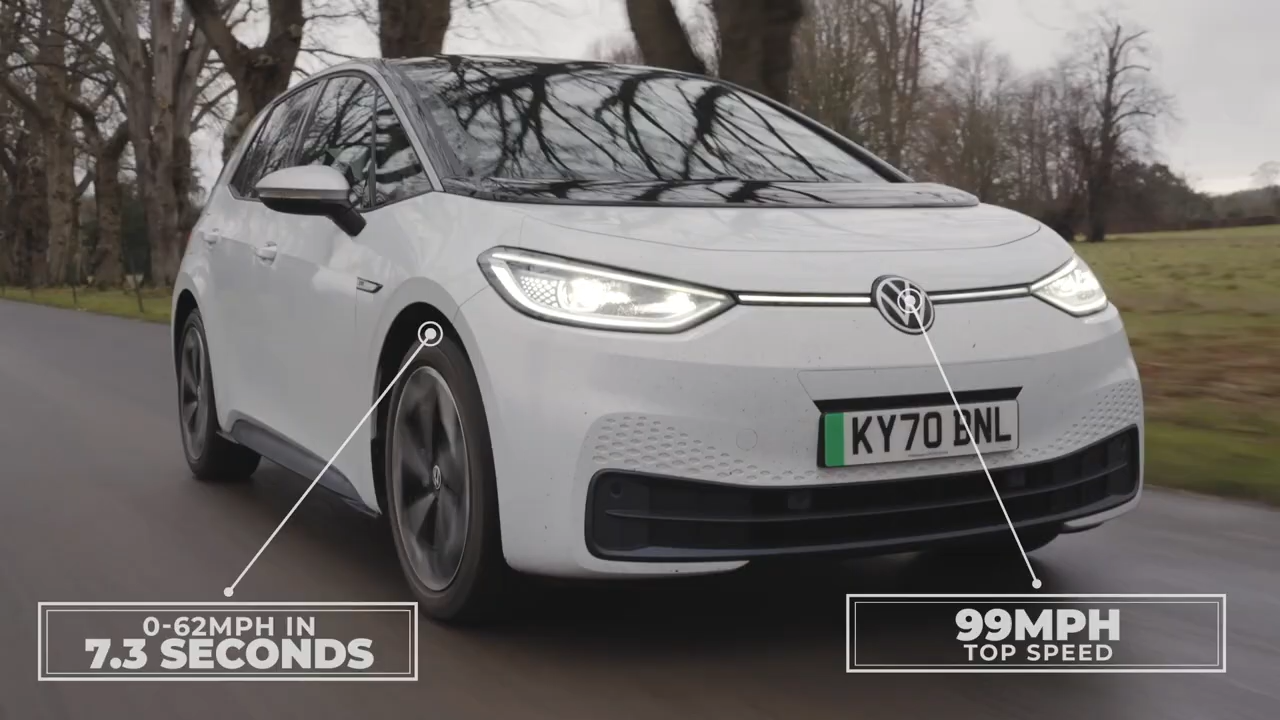 KY70 BNL
0-62MPH IN
7.3 SECONDS
99MPH
TOP SPEED